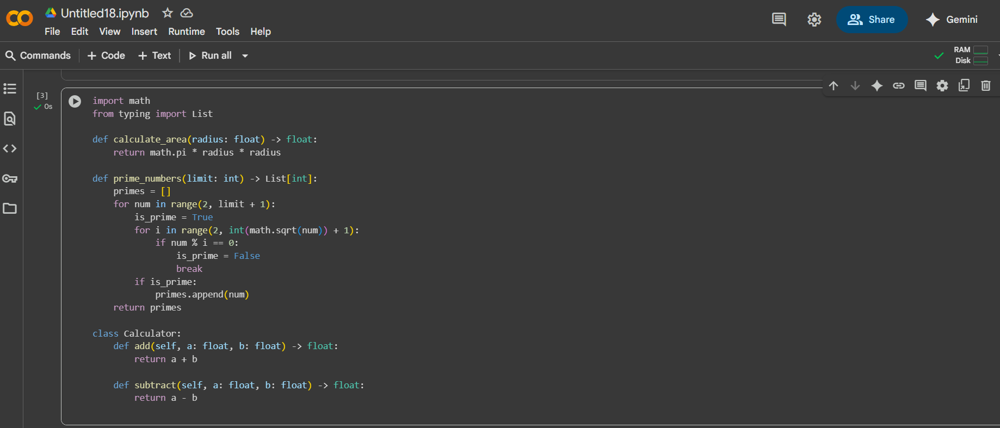 Untitled18.ipynb
File Edit View Insert Runtime Tools Help
Share
Gemini
Commands + Code + Text Run all
RAM
Disk
[3]
0s
import math
from typing import List

def calculate_area(radius: float) -> float:
    return math.pi * radius * radius

def prime_numbers(limit: int) -> List[int]:
    primes = []
    for num in range(2, limit + 1):
        is_prime = True
        for i in range(2, int(math.sqrt(num)) + 1):
            if num % i == 0:
                is_prime = False
                break
        if is_prime:
            primes.append(num)
    return primes

class Calculator:
    def add(self, a: float, b: float) -> float:
        return a + b

    def subtract(self, a: float, b: float) -> float:
        return a - b